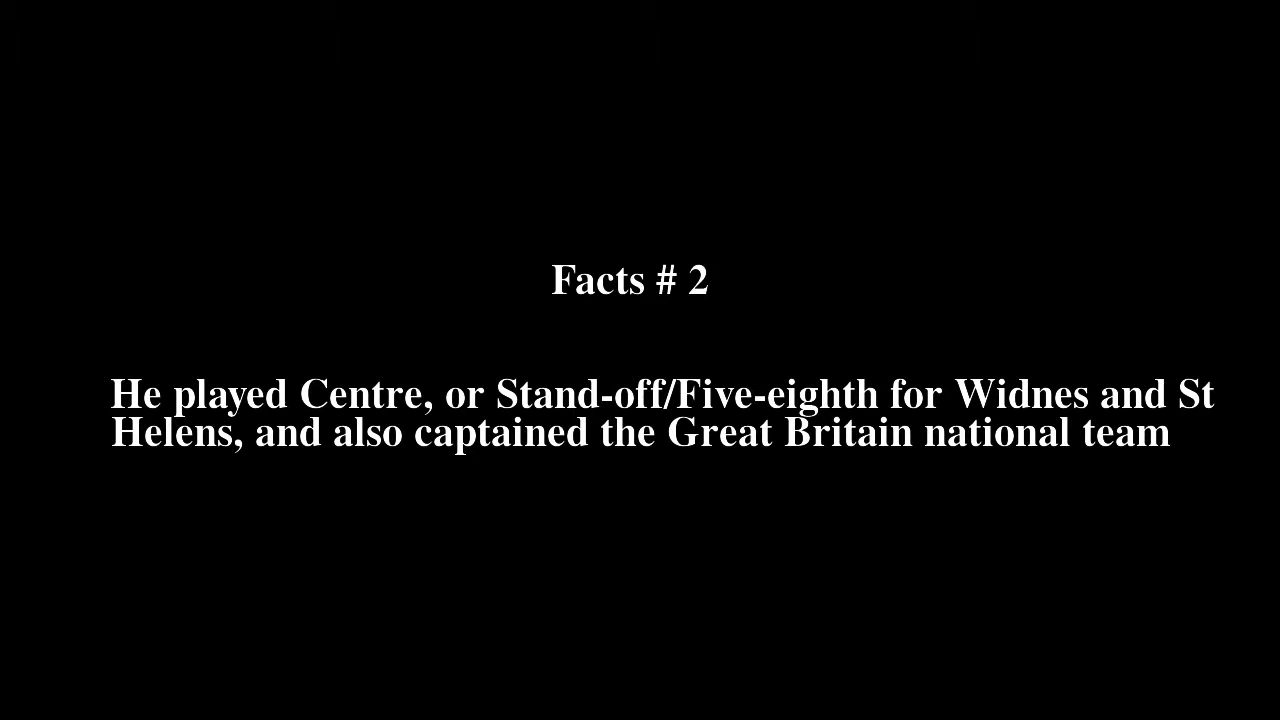 Facts # 2
He played Centre, or Stand-off/Five-eighth for Widnes and St
Helens, and also captained the Great Britain national team